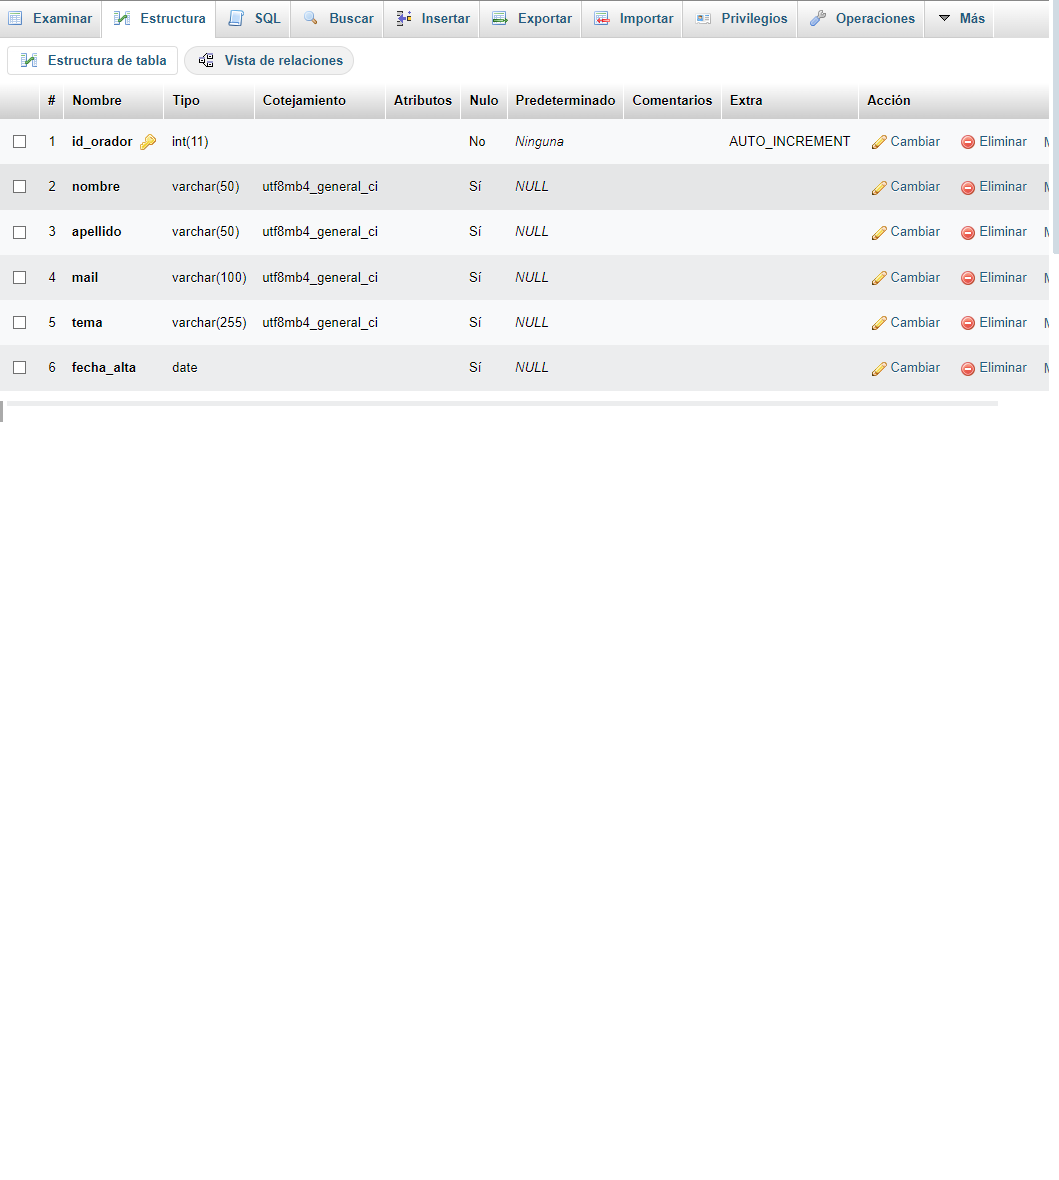 Examinar Estructura SQL Buscar Insertar Exportar Importar Privilegios Operaciones Más
Estructura de tabla Vista de relaciones
# Nombre Tipo Cotejamiento Atributos Nulo Predeterminado Comentarios Extra Acción
1 id_orador int(11) No Ninguna AUTO_INCREMENT Cambiar Eliminar
2 nombre varchar(50) utf8mb4_general_ci Sí NULL Cambiar Eliminar
3 apellido varchar(50) utf8mb4_general_ci Sí NULL Cambiar Eliminar
4 mail varchar(100) utf8mb4_general_ci Sí NULL Cambiar Eliminar
5 tema varchar(255) utf8mb4_general_ci Sí NULL Cambiar Eliminar
6 fecha_alta date Sí NULL Cambiar Eliminar